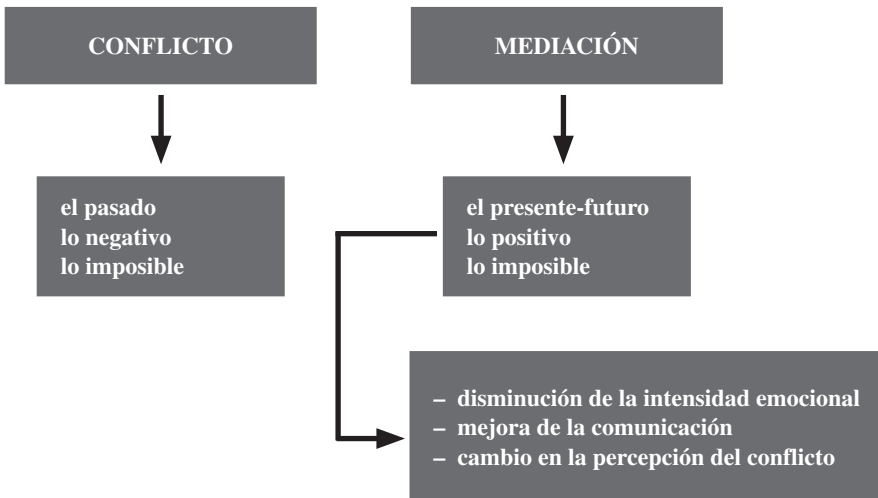 CONFLICTO
MEDIACIÓN
el pasado
lo negativo
lo imposible
el presente-futuro
lo positivo
lo imposible
– disminución de la intensidad emocional
– mejora de la comunicación
– cambio en la percepción del conflicto